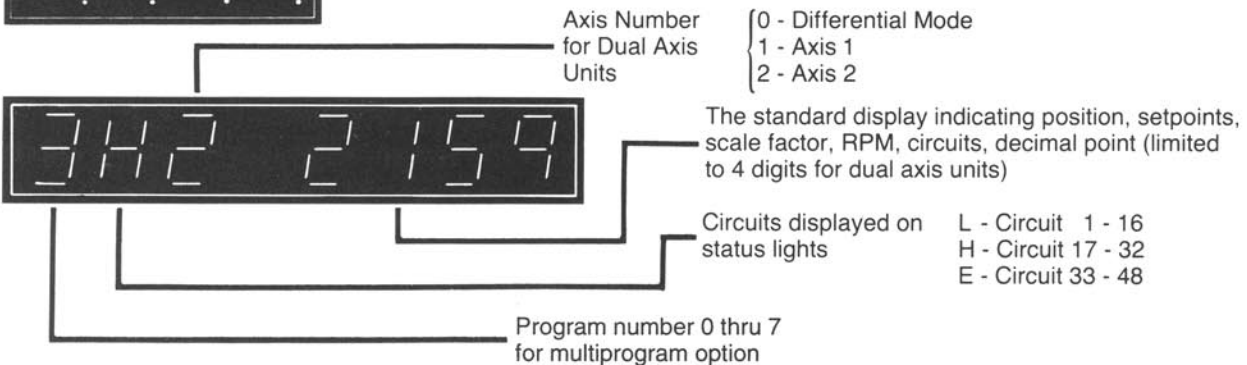 Axis Number for Dual Axis Units
0 - Differential Mode
1 - Axis 1
2 - Axis 2
3H2 2159
The standard display indicating position, setpoints,
scale factor, RPM, circuits, decimal point (limited
to 4 digits for dual axis units)
Circuits displayed on
status lights
L - Circuit 1 - 16
H - Circuit 17 - 32
E - Circuit 33 - 48
Program number 0 thru 7
for multiprogram option